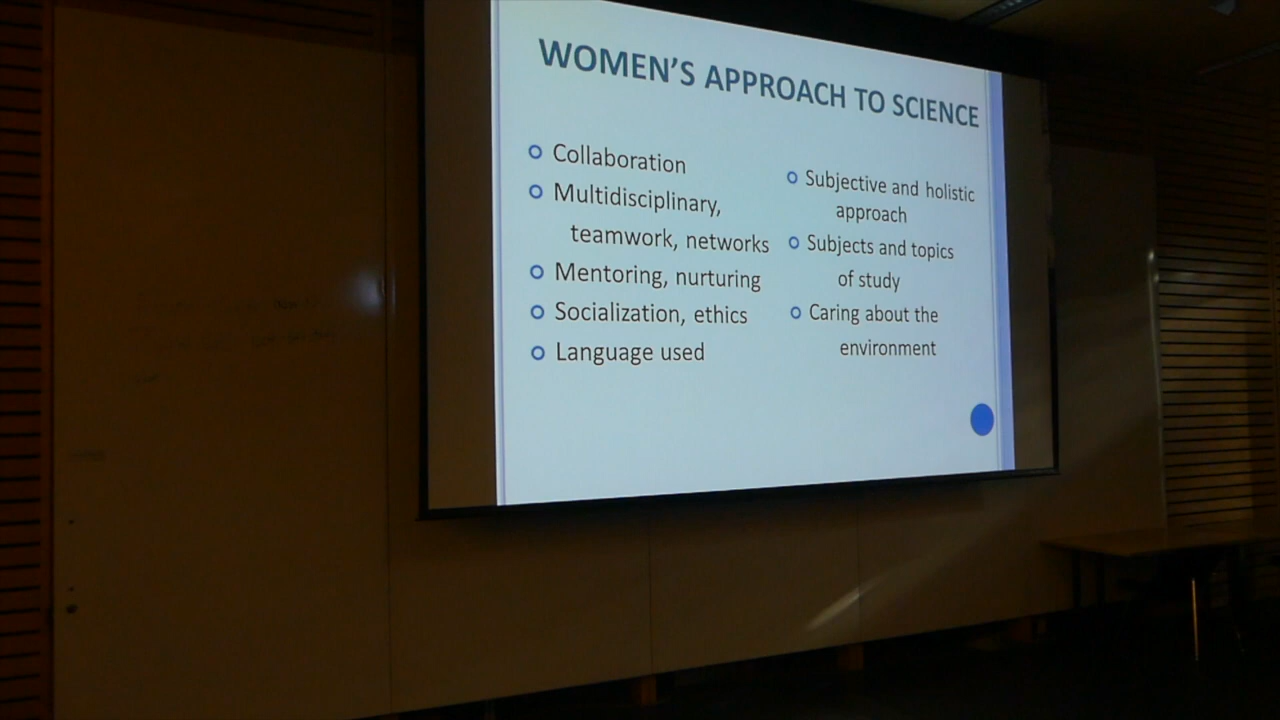 WOMEN'S APPROACH TO SCIENCE
Collaboration
Multidisciplinary,
teamwork, networks
Mentoring, nurturing
Socialization, ethics
Language used
Subjective and holistic
approach
Subjects and topics
of study
Caring about the
environment